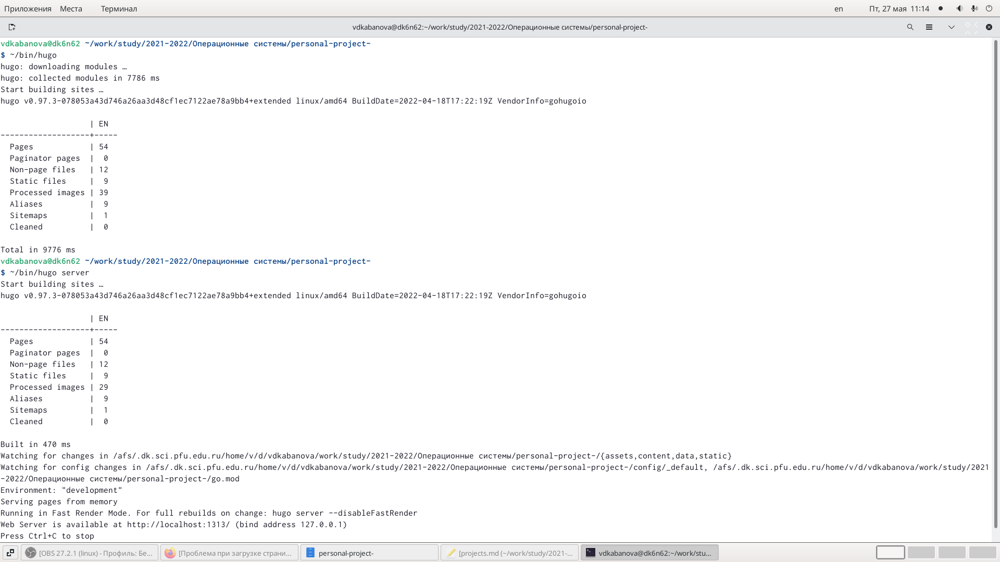 Приложения Места Терминал en Пт, 27 мая 11:14
vdkabanova@dk6n62:~/work/study/2021-2022/Операционные системы/personal-project-
vdkabanova@dk6n62 ~/work/study/2021-2022/Операционные системы/personal-project-
$ ~/bin/hugo
hugo: downloading modules …
hugo: collected modules in 7786 ms
Start building sites …
hugo v0.97.3-078053a43d746a26aa3d48cf1ec7122ae78a9bb4+extended linux/amd64 BuildDate=2022-04-18T17:22:19Z VendorInfo=gohugoio
| EN
-------------------+-----
Pages | 54
Paginator pages | 0
Non-page files | 12
Static files | 9
Processed images | 39
Aliases | 9
Sitemaps | 1
Cleaned | 0
Total in 9776 ms
vdkabanova@dk6n62 ~/work/study/2021-2022/Операционные системы/personal-project-
$ ~/bin/hugo server
Start building sites …
hugo v0.97.3-078053a43d746a26aa3d48cf1ec7122ae78a9bb4+extended linux/amd64 BuildDate=2022-04-18T17:22:19Z VendorInfo=gohugoio
| EN
-------------------+-----
Pages | 54
Paginator pages | 0
Non-page files | 12
Static files | 9
Processed images | 29
Aliases | 9
Sitemaps | 1
Cleaned | 0
Built in 470 ms
Watching for changes in /afs/.dk.sci.pfu.edu.ru/home/v/d/vdkabanova/work/study/2021-2022/Операционные системы/personal-project-/{assets,content,data,static}
Watching for config changes in /afs/.dk.sci.pfu.edu.ru/home/v/d/vdkabanova/work/study/2021-2022/Операционные системы/personal-project-/config/_default, /afs/.dk.sci.pfu.edu.ru/home/v/d/vdkabanova/work/study/2021
-2022/Операционные системы/personal-project-/go.mod
Environment: "development"
Serving pages from memory
Running in Fast Render Mode. For full rebuilds on change: hugo server --disableFastRender
Web Server is available at http://localhost:1313/ (bind address 127.0.0.1)
Press Ctrl+C to stop
[OBS 27.2.1 (linux) - Профиль: Бе... [Проблема при загрузке страни... personal-project- [projects.md (~/work/study/2021-... vdkabanova@dk6n62:~/work/stu...